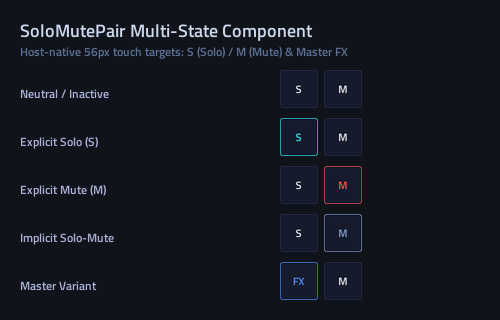 SoloMutePair Multi-State Component
Host-native 56px touch targets: S (Solo) / M (Mute) & Master FX
Neutral / Inactive S M
Explicit Solo (S) S M
Explicit Mute (M) S M
Implicit Solo-Mute S M
Master Variant FX M